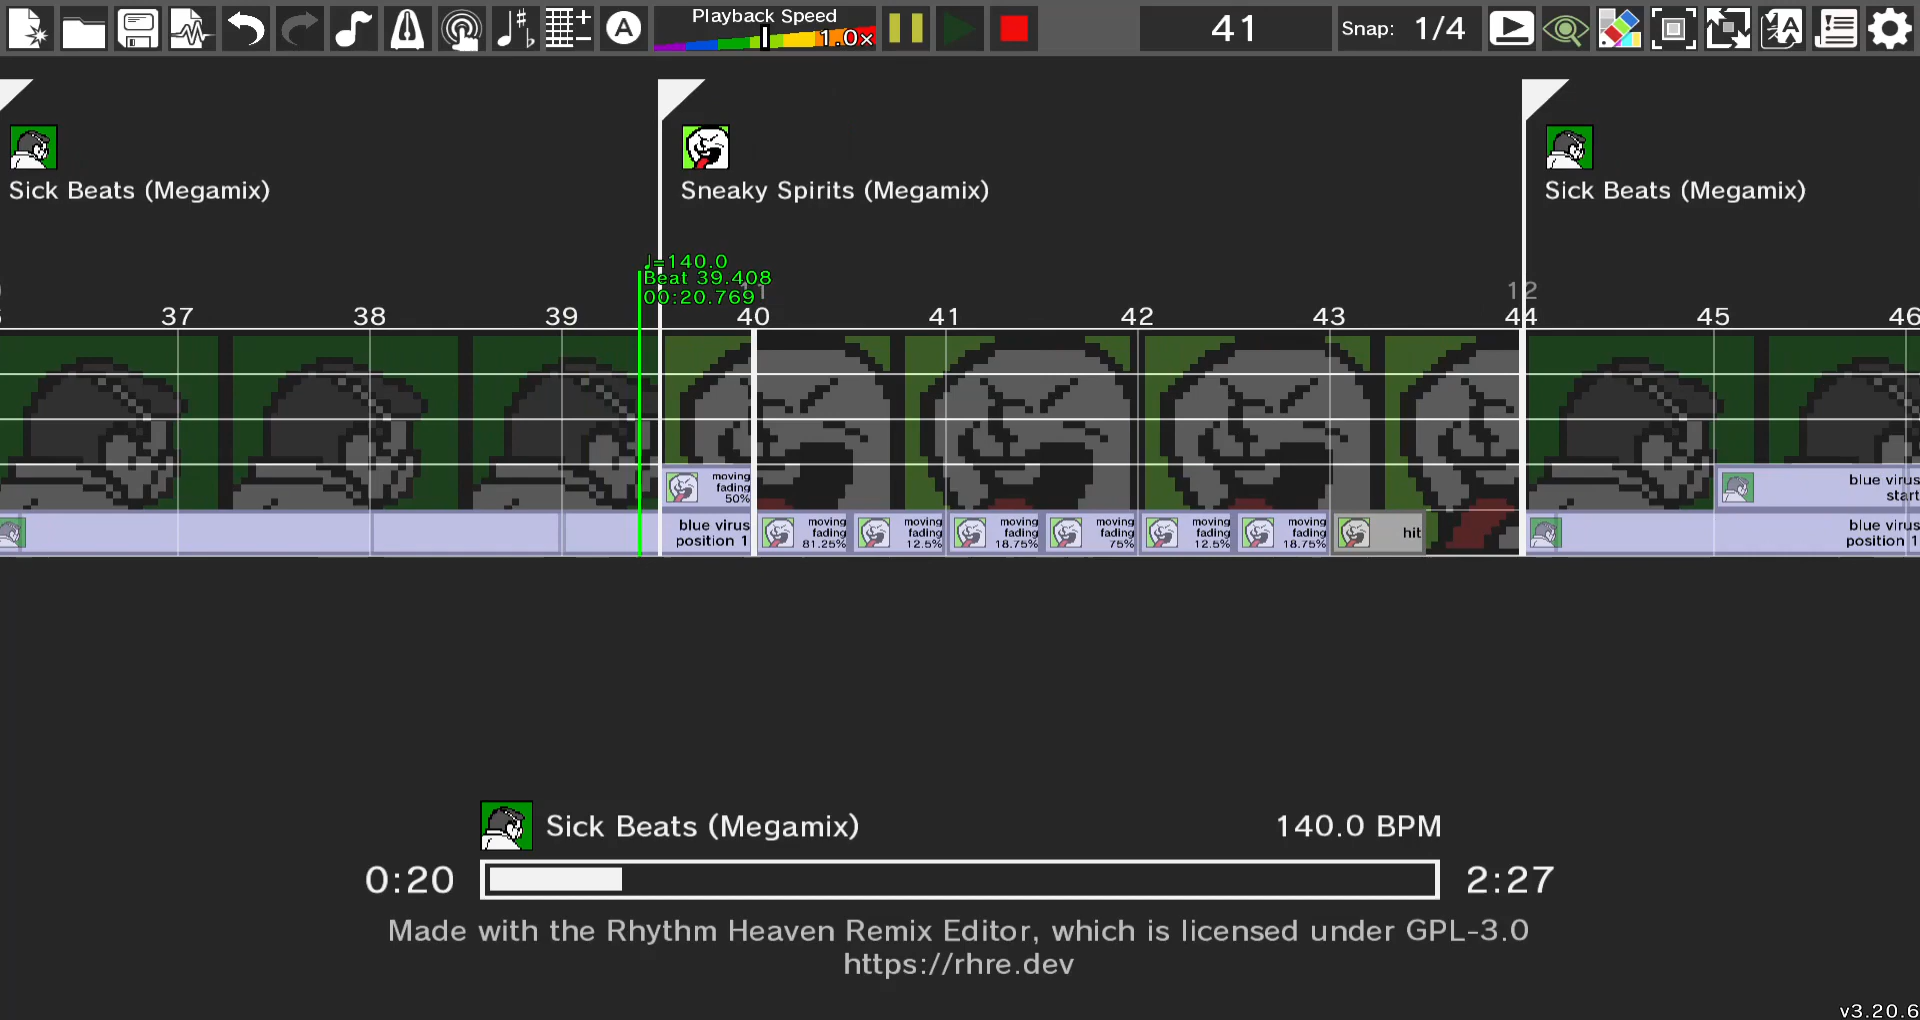 Playback Speed
1.0x
41
Snap: 1/4
A
A
Sick Beats (Megamix)
Sneaky Spirits (Megamix)
Sick Beats (Megamix)
♩=140.0
Beat 39.408
00:20.769
11
12
37
38
39
40
41
42
43
44
45
46
moving
fading
50%
blue virus
start
blue virus
position 1
moving
fading
81.25%
moving
fading
12.5%
moving
fading
18.75%
moving
fading
75%
moving
fading
12.5%
moving
fading
18.75%
hit
blue virus
position 1
Sick Beats (Megamix)
140.0 BPM
0:20
2:27
Made with the Rhythm Heaven Remix Editor, which is licensed under GPL-3.0
https://rhre.dev
v3.20.6